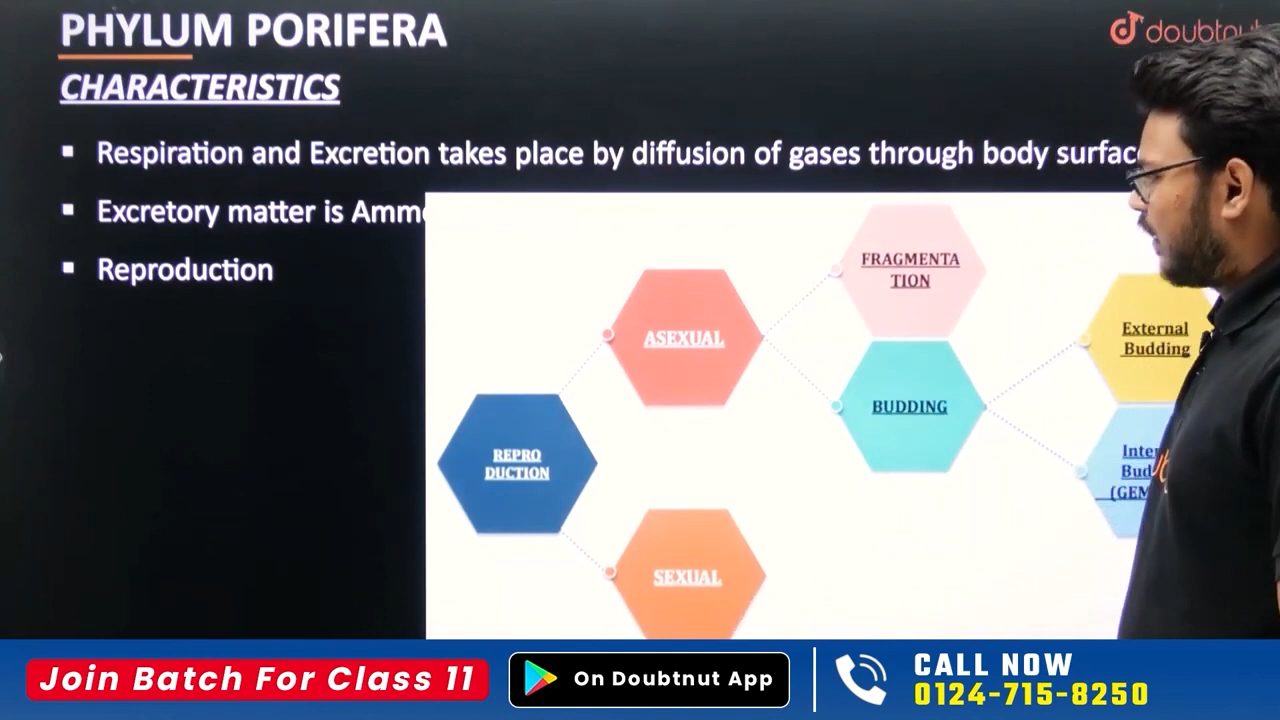 PHYLUM PORIFERA
doubtnut
CHARACTERISTICS
▪ Respiration and Excretion takes place by diffusion of gases through body
▪ Excretory matter is
▪ Reproduction
FRAGMENTA
TION
ASEXUAL
External
Budding
BUDDING
REPRO
DUCTION
SEXUAL
Join Batch For Class 11
On Doubtnut App
CALL NOW
0124-715-8250